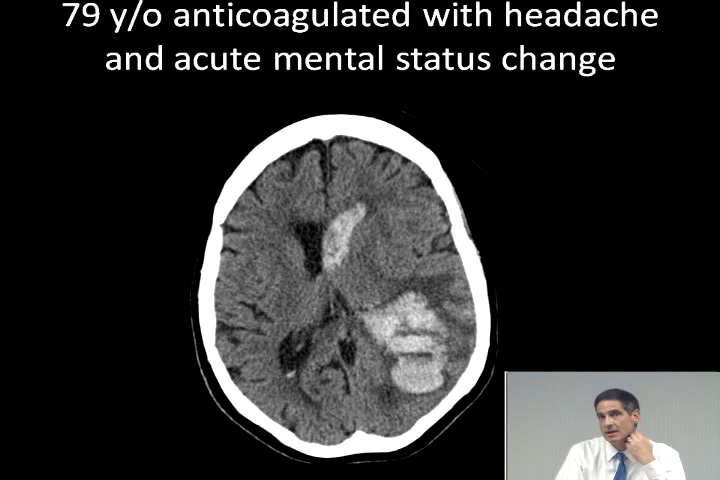 79 y/o anticoagulated with headache
and acute mental status change